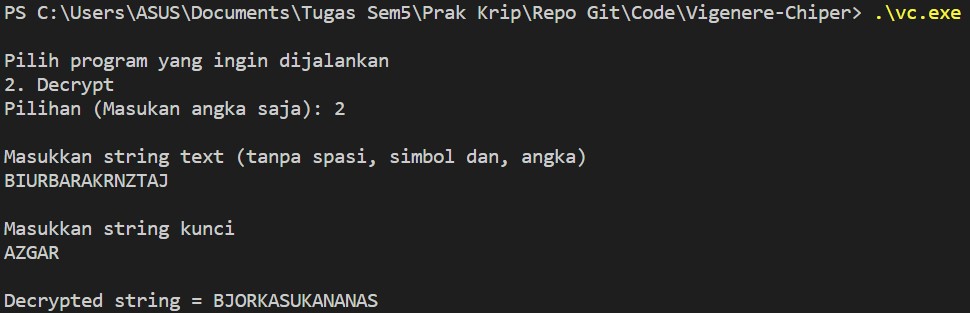 PS C:\Users\ASUS\Documents\Tugas Sem5\Prak Krip\Repo Git\Code\Vigenere-Chiper> .\vc.exe
Pilih program yang ingin dijalankan
2. Decrypt
Pilihan (Masukan angka saja): 2
Masukkan string text (tanpa spasi, simbol dan, angka)
BIURBARAKRNZTAJ
Masukkan string kunci
AZGAR
Decrypted string = BJORKASUKANANAS